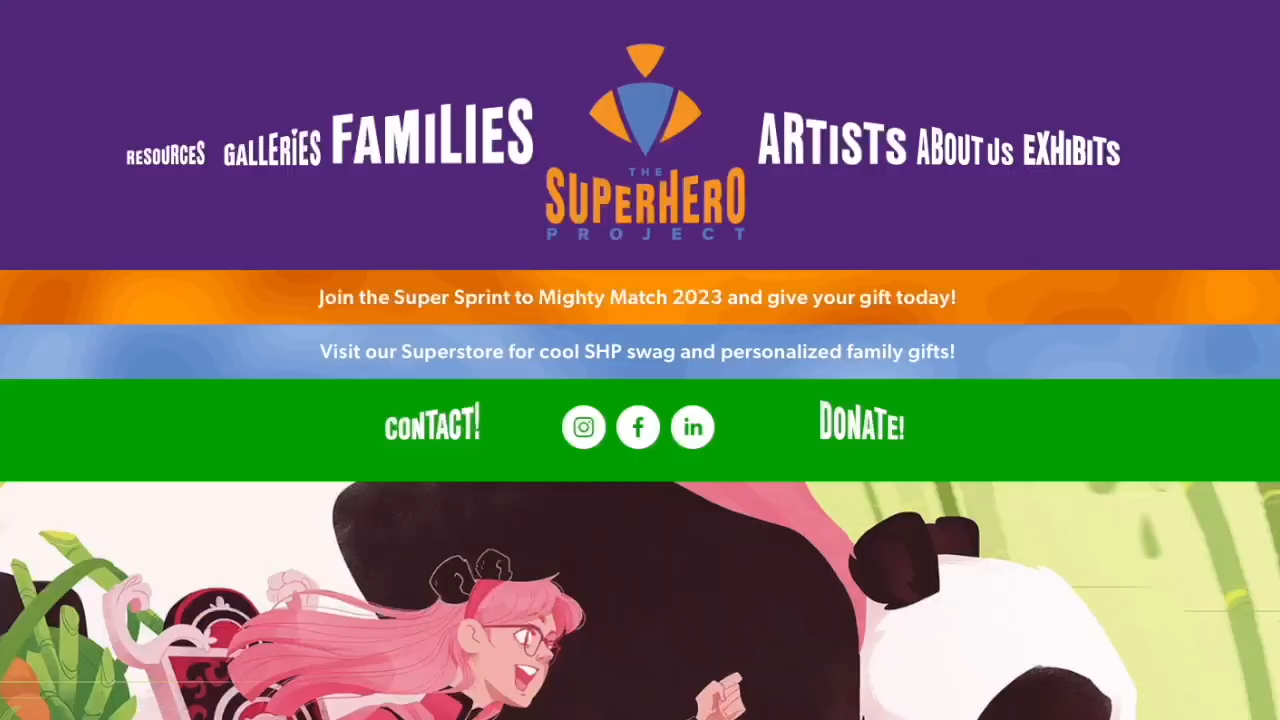 RESOURCES GALLERIES FAMILIES
THE
SUPERHERO
PROJECT
ARTISTS ABOUT US EXHIBITS
Join the Super Sprint to Mighty Match 2023 and give your gift today!
Visit our Superstore for cool SHP swag and personalized family gifts!
CONTACT! in DONATE!